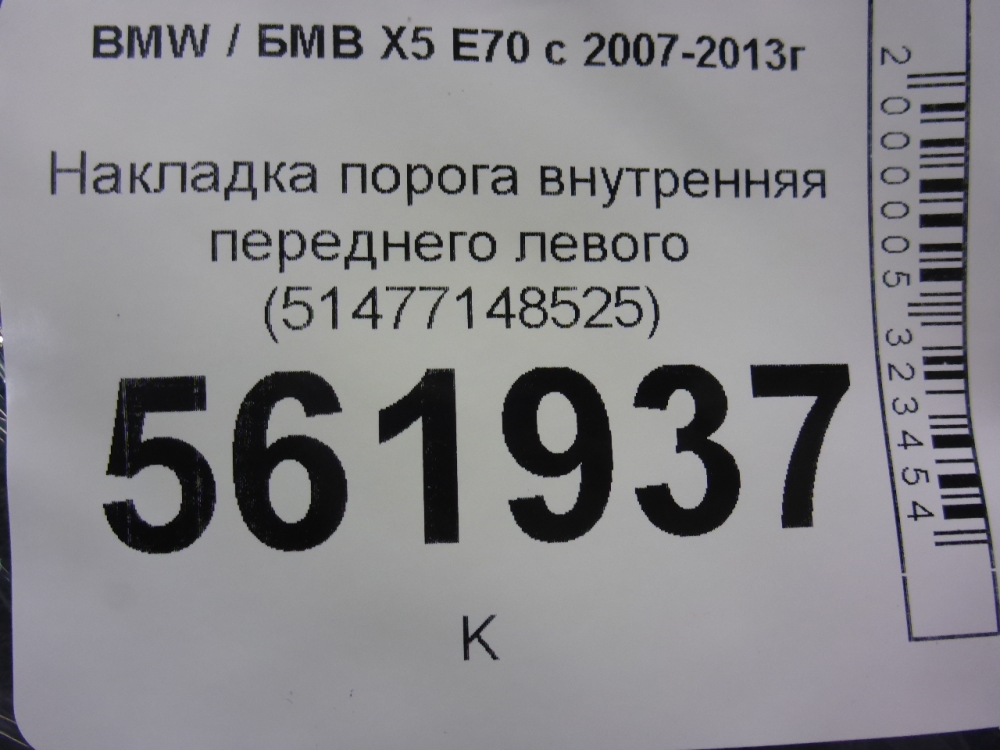 BMW / БМВ X5 E70 с 2007-2013г
Накладка порога внутренняя
переднего левого
(51477148525)
561937
К
2000005323454